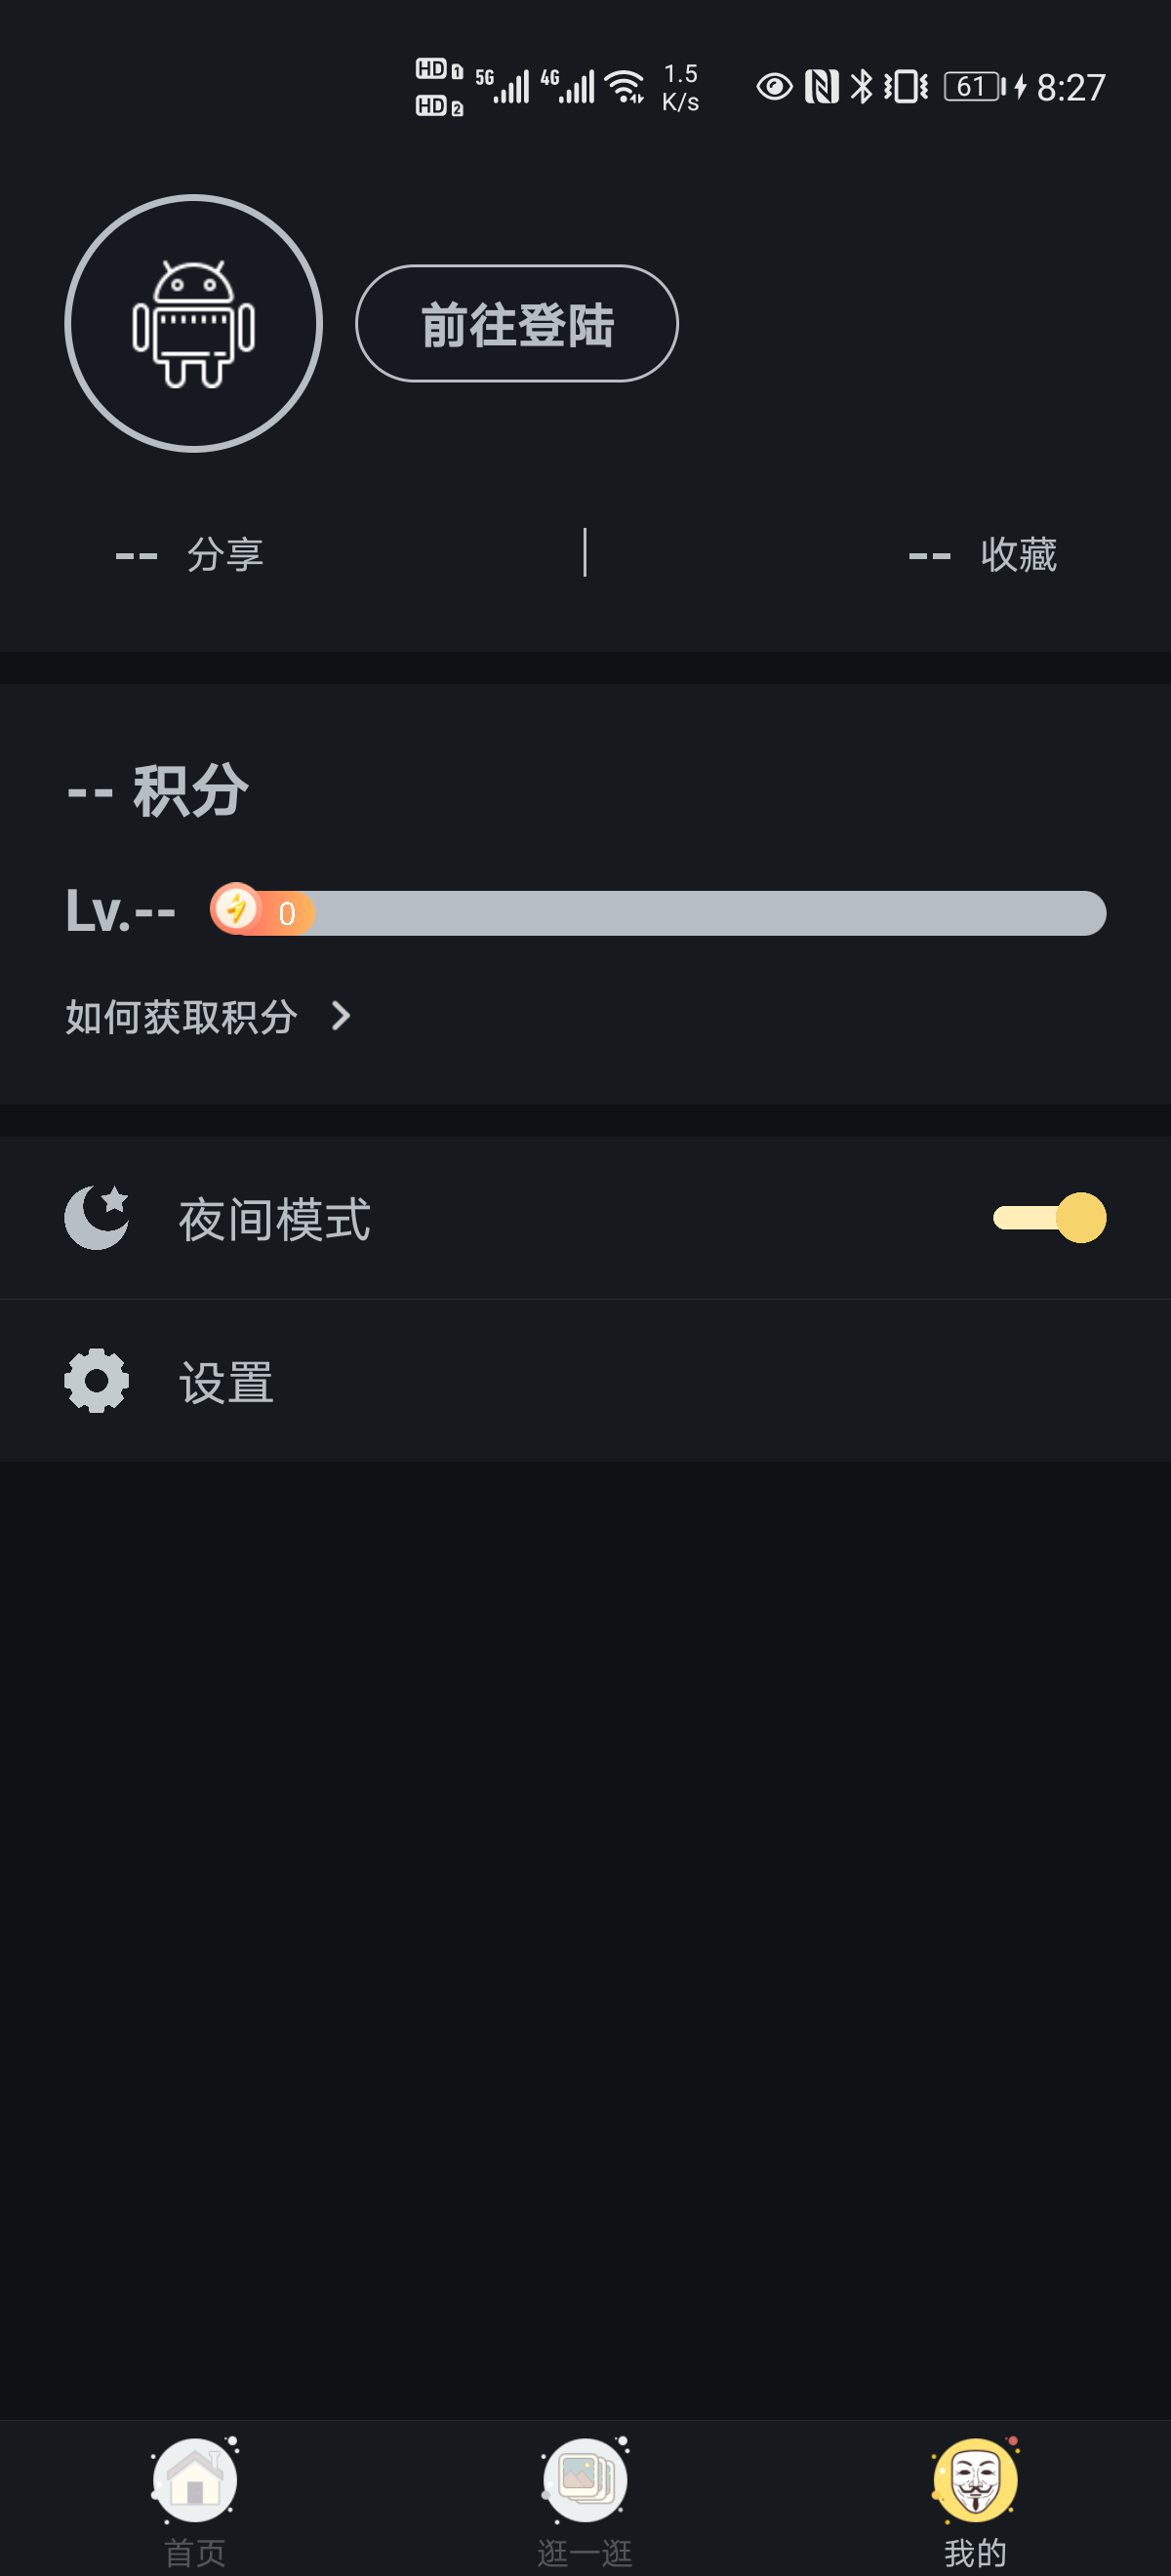 HD 1 5G 4G 1.5 61 8:27
HD 2 K/s
前往登陆
-- 分享 -- 收藏
-- 积分
Lv.-- 0
如何获取积分
夜间模式
设置
首页 逛一逛 我的